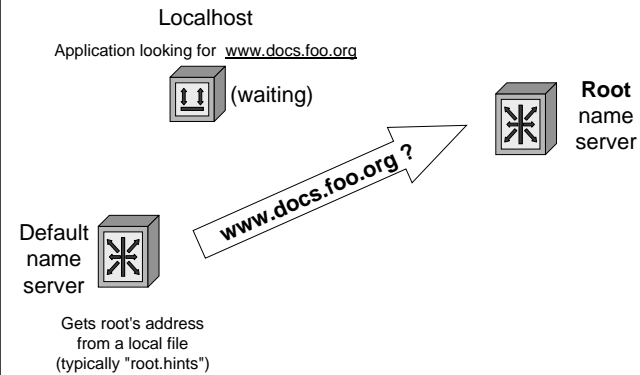 Localhost
Application looking for www.docs.foo.org
(waiting)
Root
name
server
www.docs.foo.org ?
Default
name
server
Gets root's address
from a local file
(typically "root.hints")